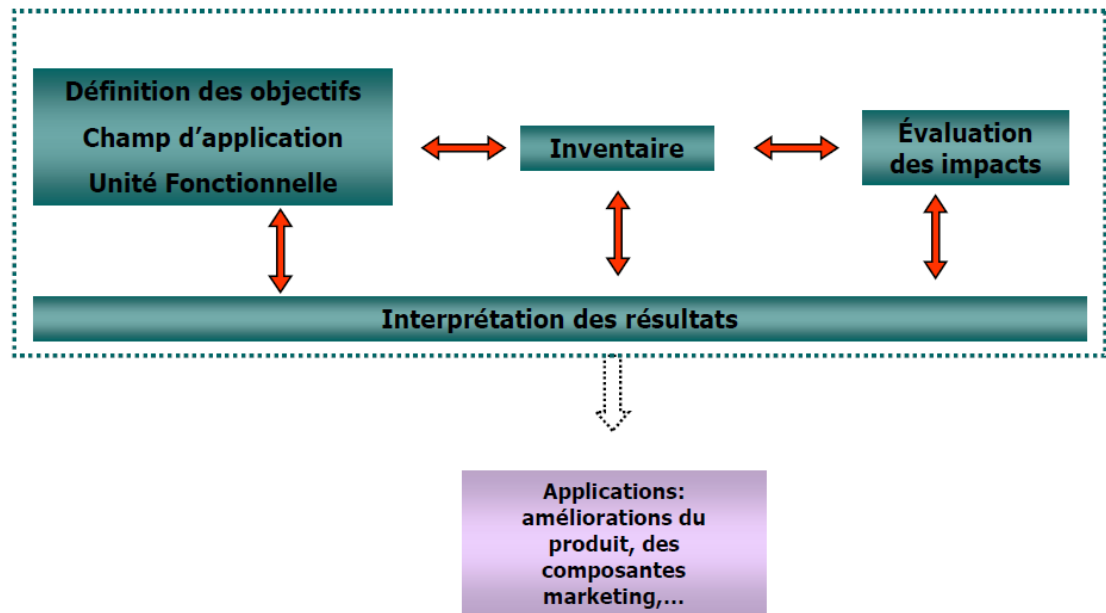 Définition des objectifs
Champ d’application
Unité Fonctionnelle
Inventaire
Évaluation
des impacts
Interprétation des résultats
Applications:
améliorations du
produit, des
composantes
marketing,...